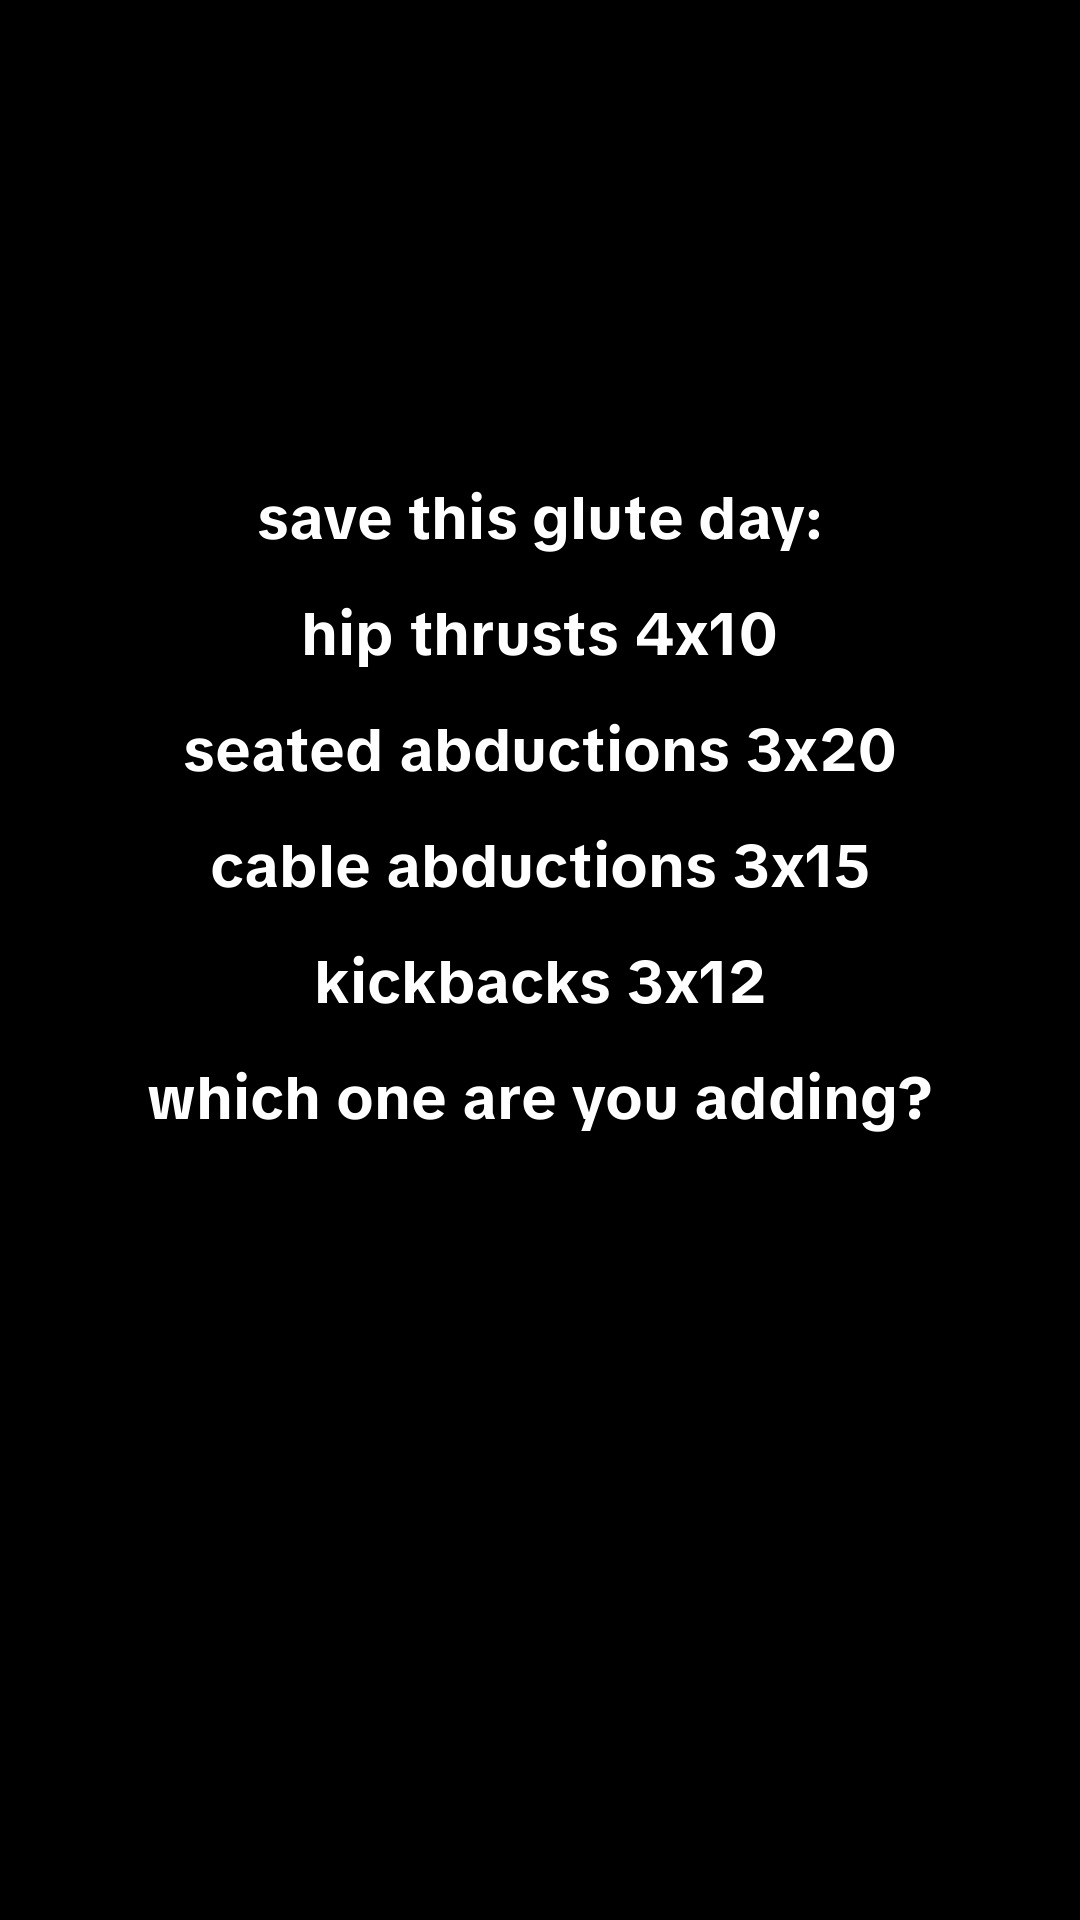 save this glute day:
hip thrusts 4x10
seated abductions 3x20
cable abductions 3x15
kickbacks 3x12
which one are you adding?